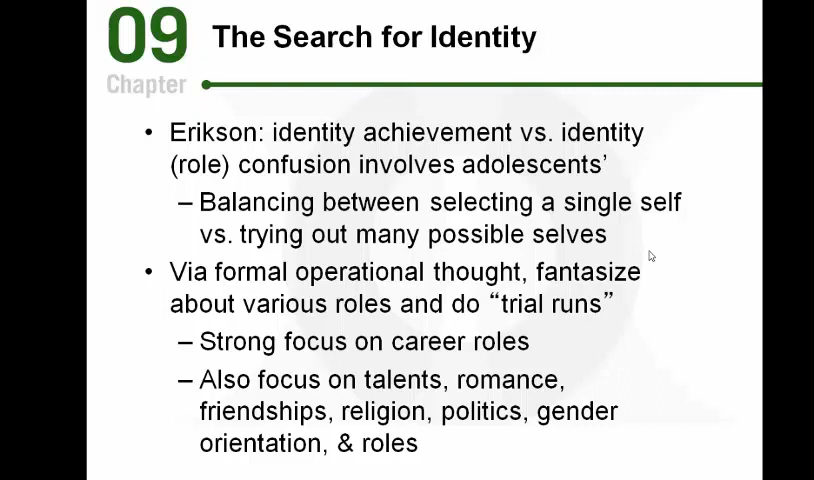 09
Chapter
The Search for Identity
• Erikson: identity achievement vs. identity
(role) confusion involves adolescents’
– Balancing between selecting a single self
vs. trying out many possible selves
• Via formal operational thought, fantasize
about various roles and do “trial runs”
– Strong focus on career roles
– Also focus on talents, romance,
friendships, religion, politics, gender
orientation, & roles